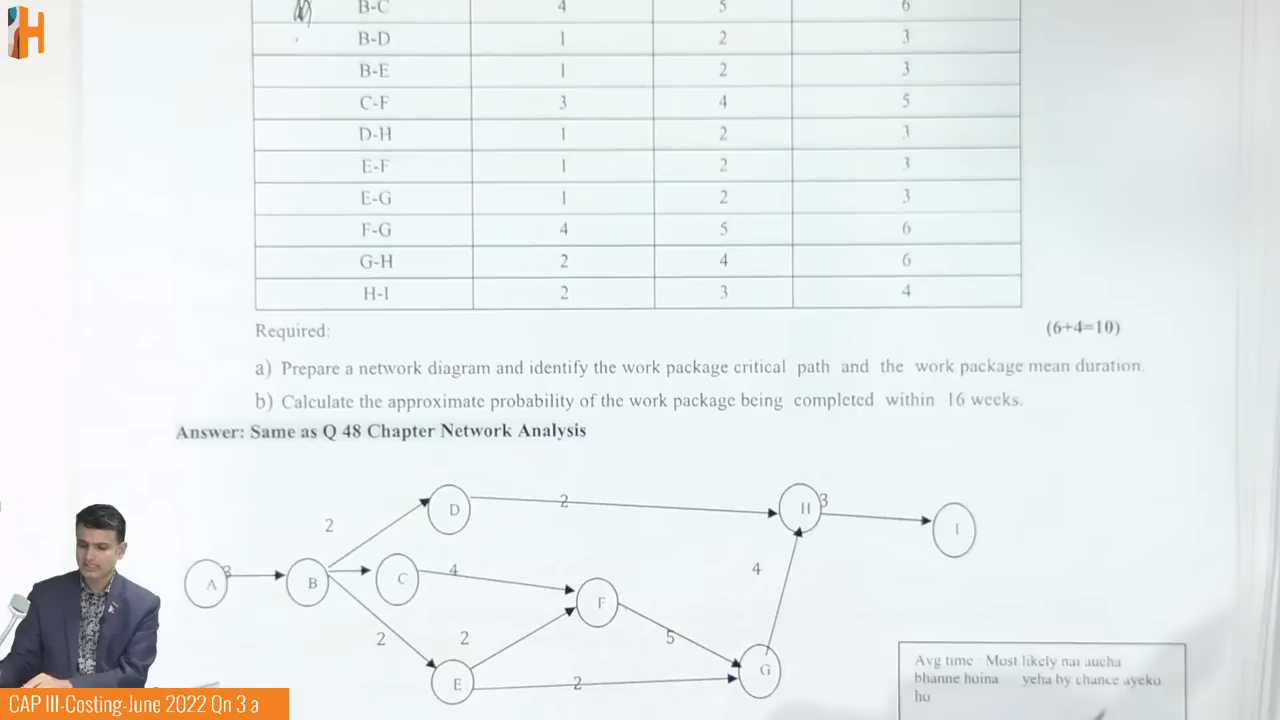 H
B-C 4 5 6
B-D 1 2 3
B-E 1 2 3
C-F 3 4 5
D-H 1 2 3
E-F 1 2 3
E-G 1 2 3
F-G 4 5 6
G-H 2 4 6
H-I 2 3 4
Required: (6+4=10)
a) Prepare a network diagram and identify the work package critical path and the work package mean duration.
b) Calculate the approximate probability of the work package being completed within 16 weeks.
Answer: Same as Q 48 Chapter Network Analysis
D 2 H 3
2 I
A 3 B C 4 4
F
2 2 5
E 2 G
Avg time Most likely nai aucha
bhanne hoina yeha by chance ayeko
ho
CAP III-Costing-June 2022 Qn 3 a